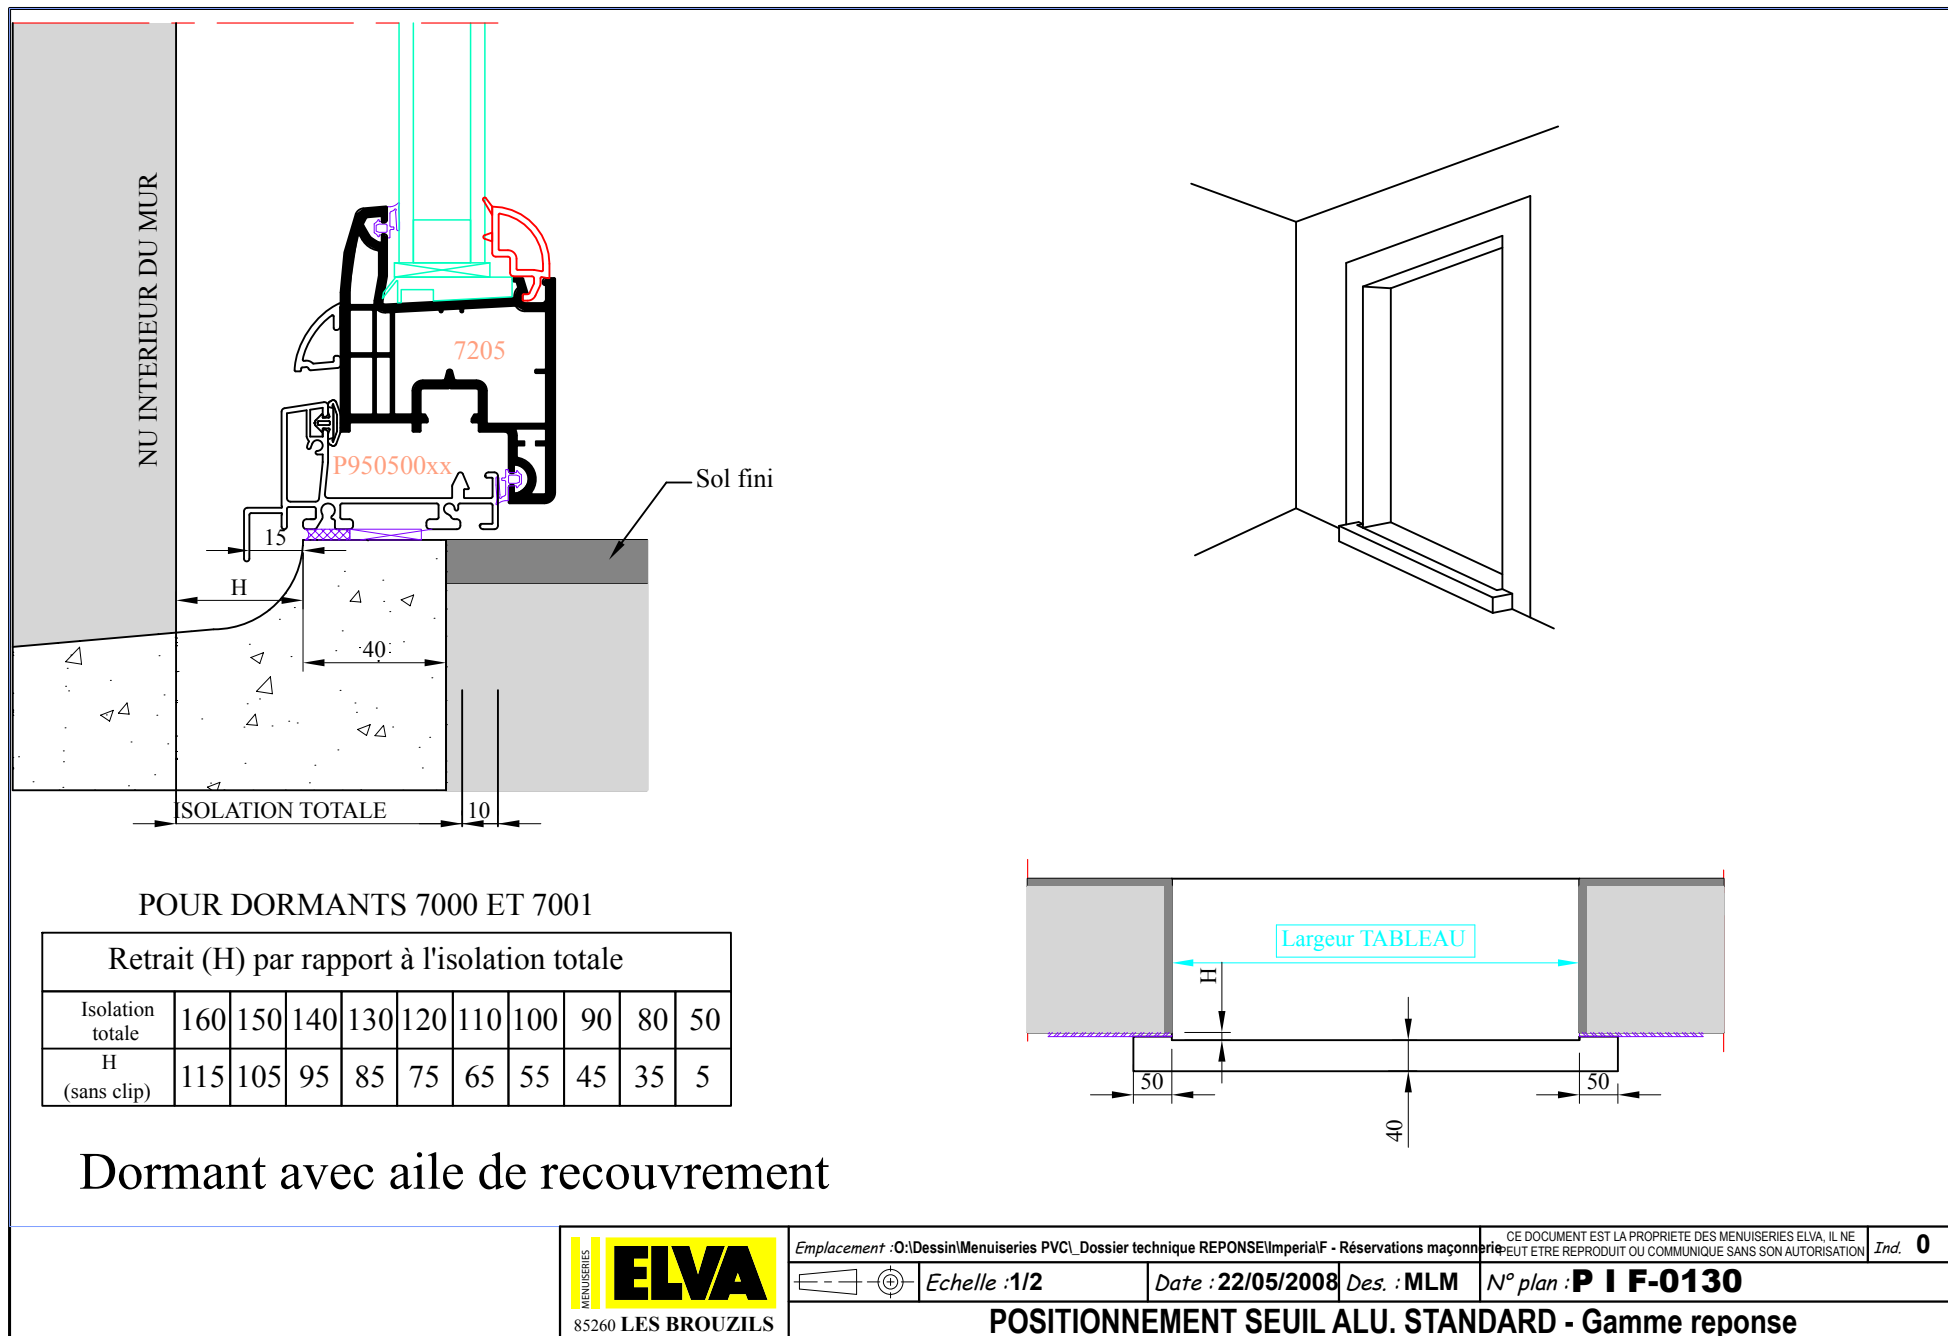 NU INTERIEUR DU MUR
7205
P950500xx
Sol fini
15
H
40
ISOLATION TOTALE
10
POUR DORMANTS 7000 ET 7001
Retrait (H) par rapport à l'isolation totale
Isolation totale 160 150 140 130 120 110 100 90 80 50
H (sans clip) 115 105 95 85 75 65 55 45 35 5
Dormant avec aile de recouvrement
Largeur TABLEAU
H
50
50
40
MENUISERIES
ELVA
85260 LES BROUZILS
Emplacement : O:\Dessin\Menuiseries PVC\_Dossier technique REPONSE\Imperia\F - Réservations maçonnerie
CE DOCUMENT EST LA PROPRIETE DES MENUISERIES ELVA, IL NE
PEUT ETRE REPRODUIT OU COMMUNIQUE SANS SON AUTORISATION
Ind. 0
Echelle : 1/2
Date : 22/05/2008
Des. : MLM
N° plan : P I F-0130
POSITIONNEMENT SEUIL ALU. STANDARD - Gamme reponse